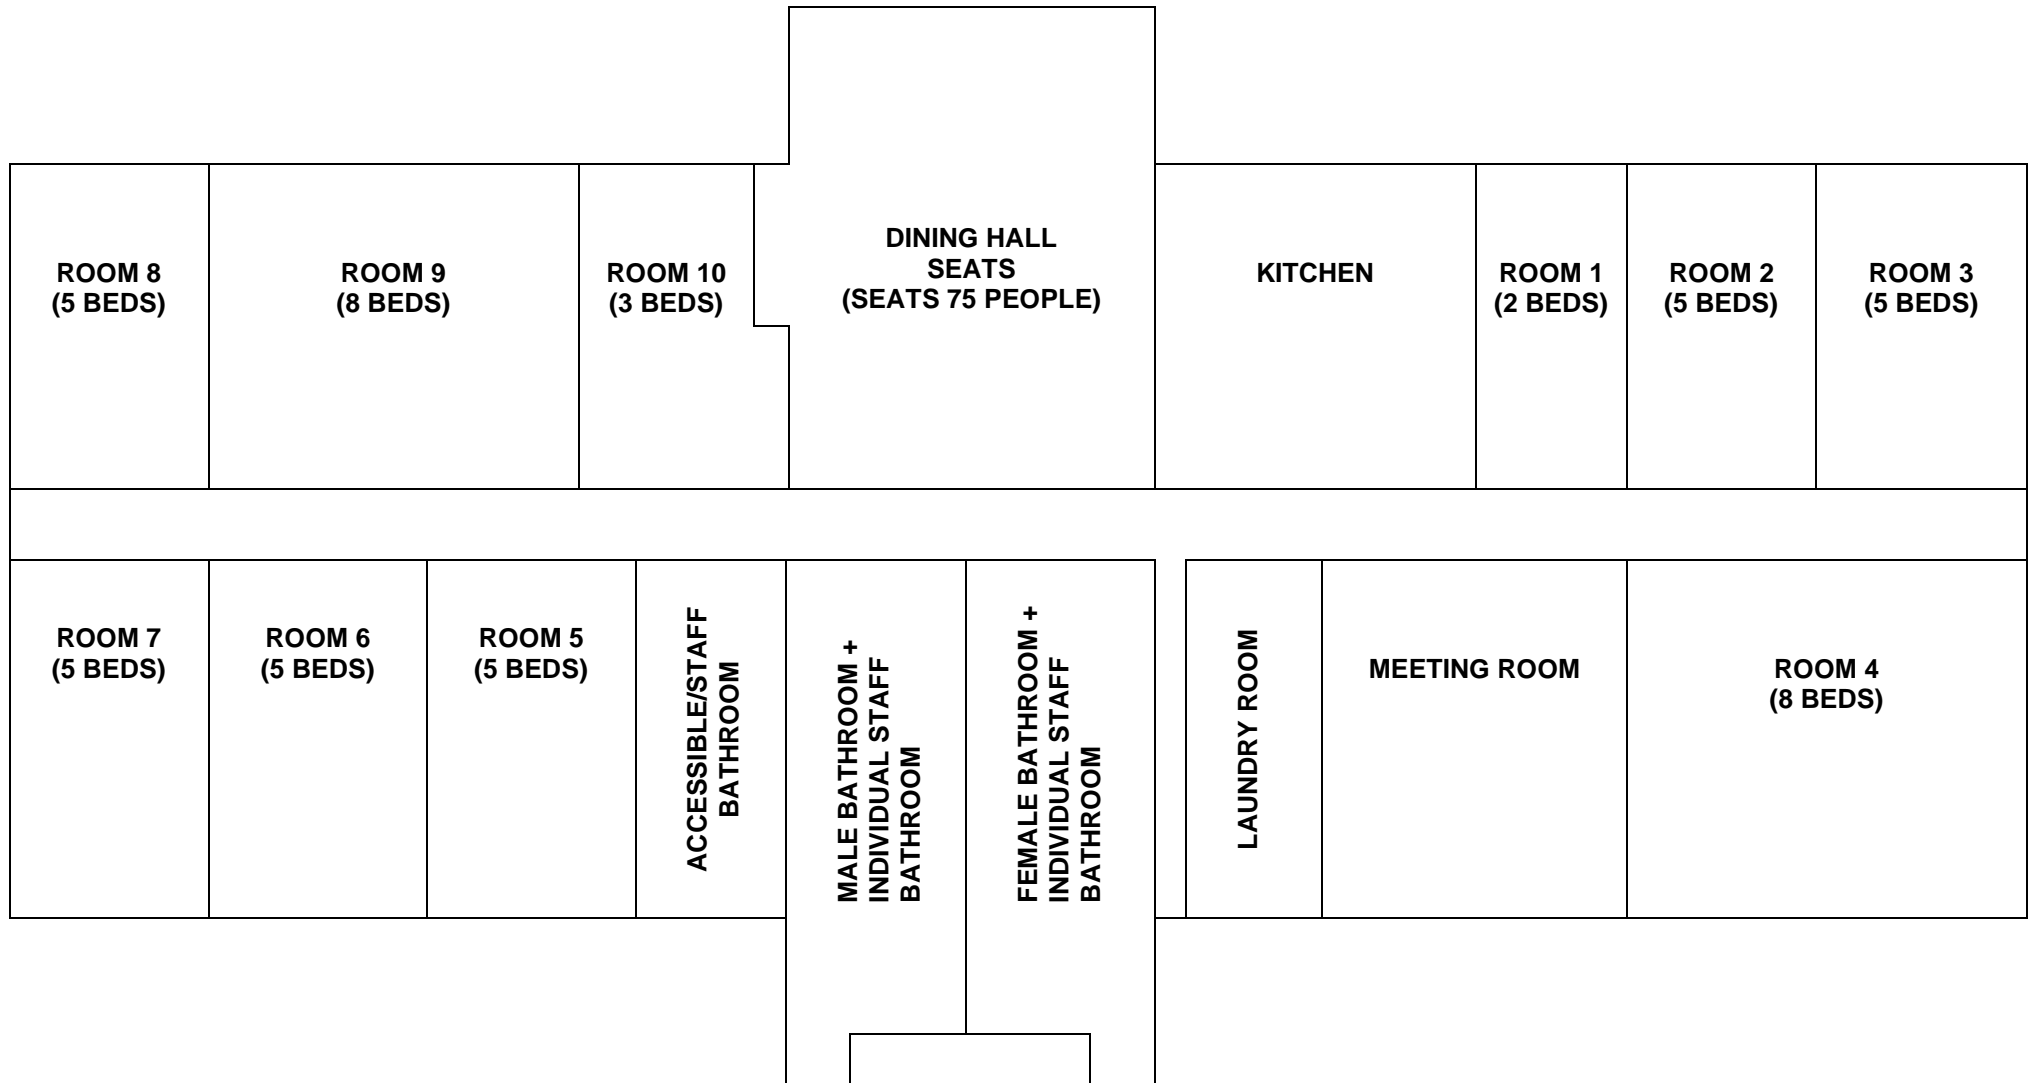 DINING HALL
SEATS
(SEATS 75 PEOPLE)
ROOM 8
(5 BEDS)
ROOM 9
(8 BEDS)
ROOM 10
(3 BEDS)
KITCHEN
ROOM 1
(2 BEDS)
ROOM 2
(5 BEDS)
ROOM 3
(5 BEDS)
ROOM 7
(5 BEDS)
ROOM 6
(5 BEDS)
ROOM 5
(5 BEDS)
ACCESSIBLE/STAFF
BATHROOM
MALE BATHROOM +
INDIVIDUAL STAFF
BATHROOM
FEMALE BATHROOM +
INDIVIDUAL STAFF
BATHROOM
LAUNDRY ROOM
MEETING ROOM
ROOM 4
(8 BEDS)